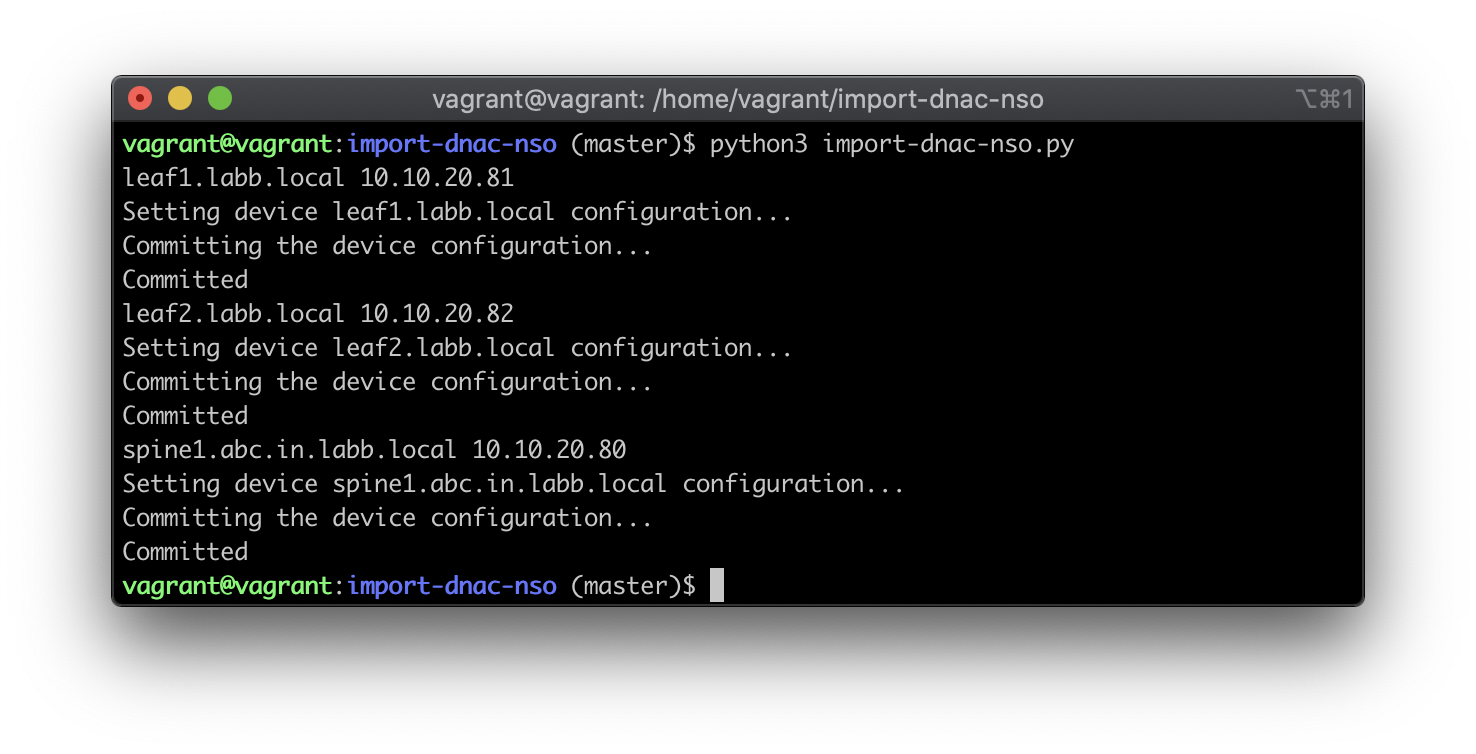 vagrant@vagrant: /home/vagrant/import-dnac-nso ⌥⌘1
vagrant@vagrant:import-dnac-nso (master)$ python3 import-dnac-nso.py
leaf1.labb.local 10.10.20.81
Setting device leaf1.labb.local configuration...
Committing the device configuration...
Committed
leaf2.labb.local 10.10.20.82
Setting device leaf2.labb.local configuration...
Committing the device configuration...
Committed
spine1.abc.in.labb.local 10.10.20.80
Setting device spine1.abc.in.labb.local configuration...
Committing the device configuration...
Committed
vagrant@vagrant:import-dnac-nso (master)$